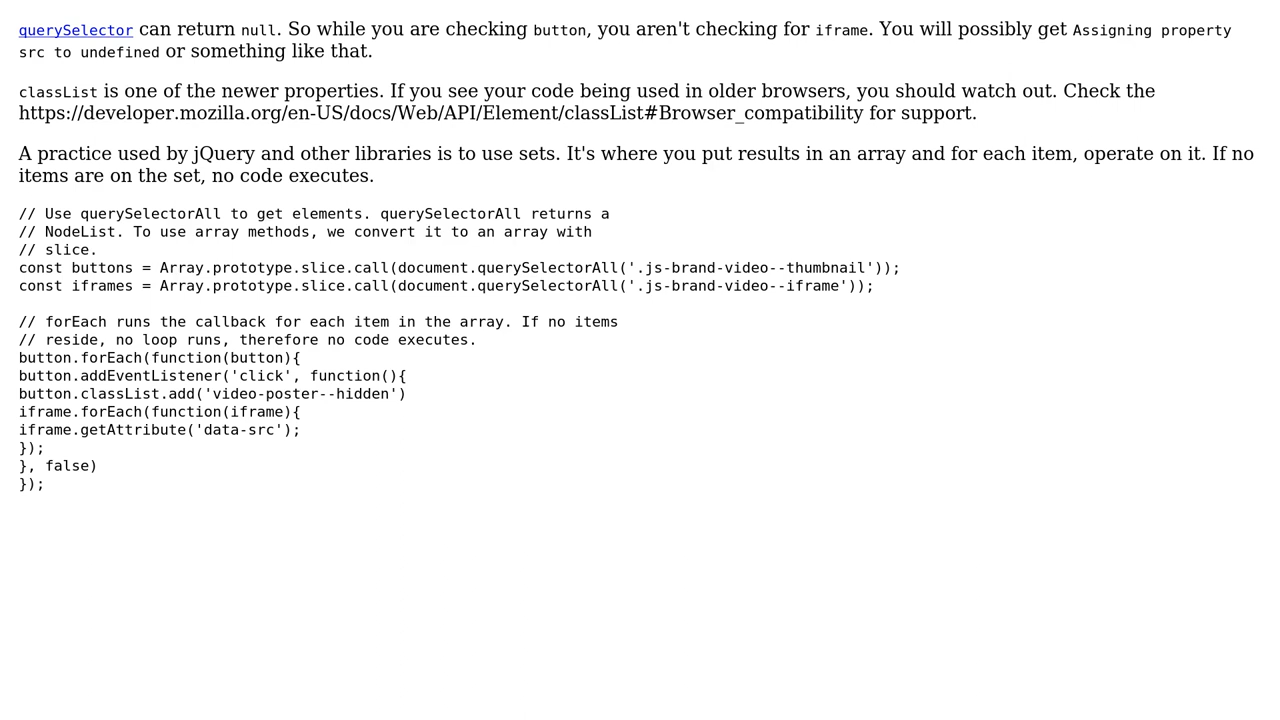 querySelector can return null. So while you are checking button, you aren't checking for iframe. You will possibly get Assigning property
src to undefined or something like that.
classList is one of the newer properties. If you see your code being used in older browsers, you should watch out. Check the
https://developer.mozilla.org/en-US/docs/Web/API/Element/classList#Browser_compatibility for support.
A practice used by jQuery and other libraries is to use sets. It's where you put results in an array and for each item, operate on it. If no
items are on the set, no code executes.
// Use querySelectorAll to get elements. querySelectorAll returns a
// NodeList. To use array methods, we convert it to an array with
// slice.
const buttons = Array.prototype.slice.call(document.querySelectorAll('.js-brand-video--thumbnail'));
const iframes = Array.prototype.slice.call(document.querySelectorAll('.js-brand-video--iframe'));
// forEach runs the callback for each item in the array. If no items
// reside, no loop runs, therefore no code executes.
button.forEach(function(button){
button.addEventListener('click', function(){
button.classList.add('video-poster--hidden')
iframe.forEach(function(iframe){
iframe.getAttribute('data-src');
});
}, false)
});